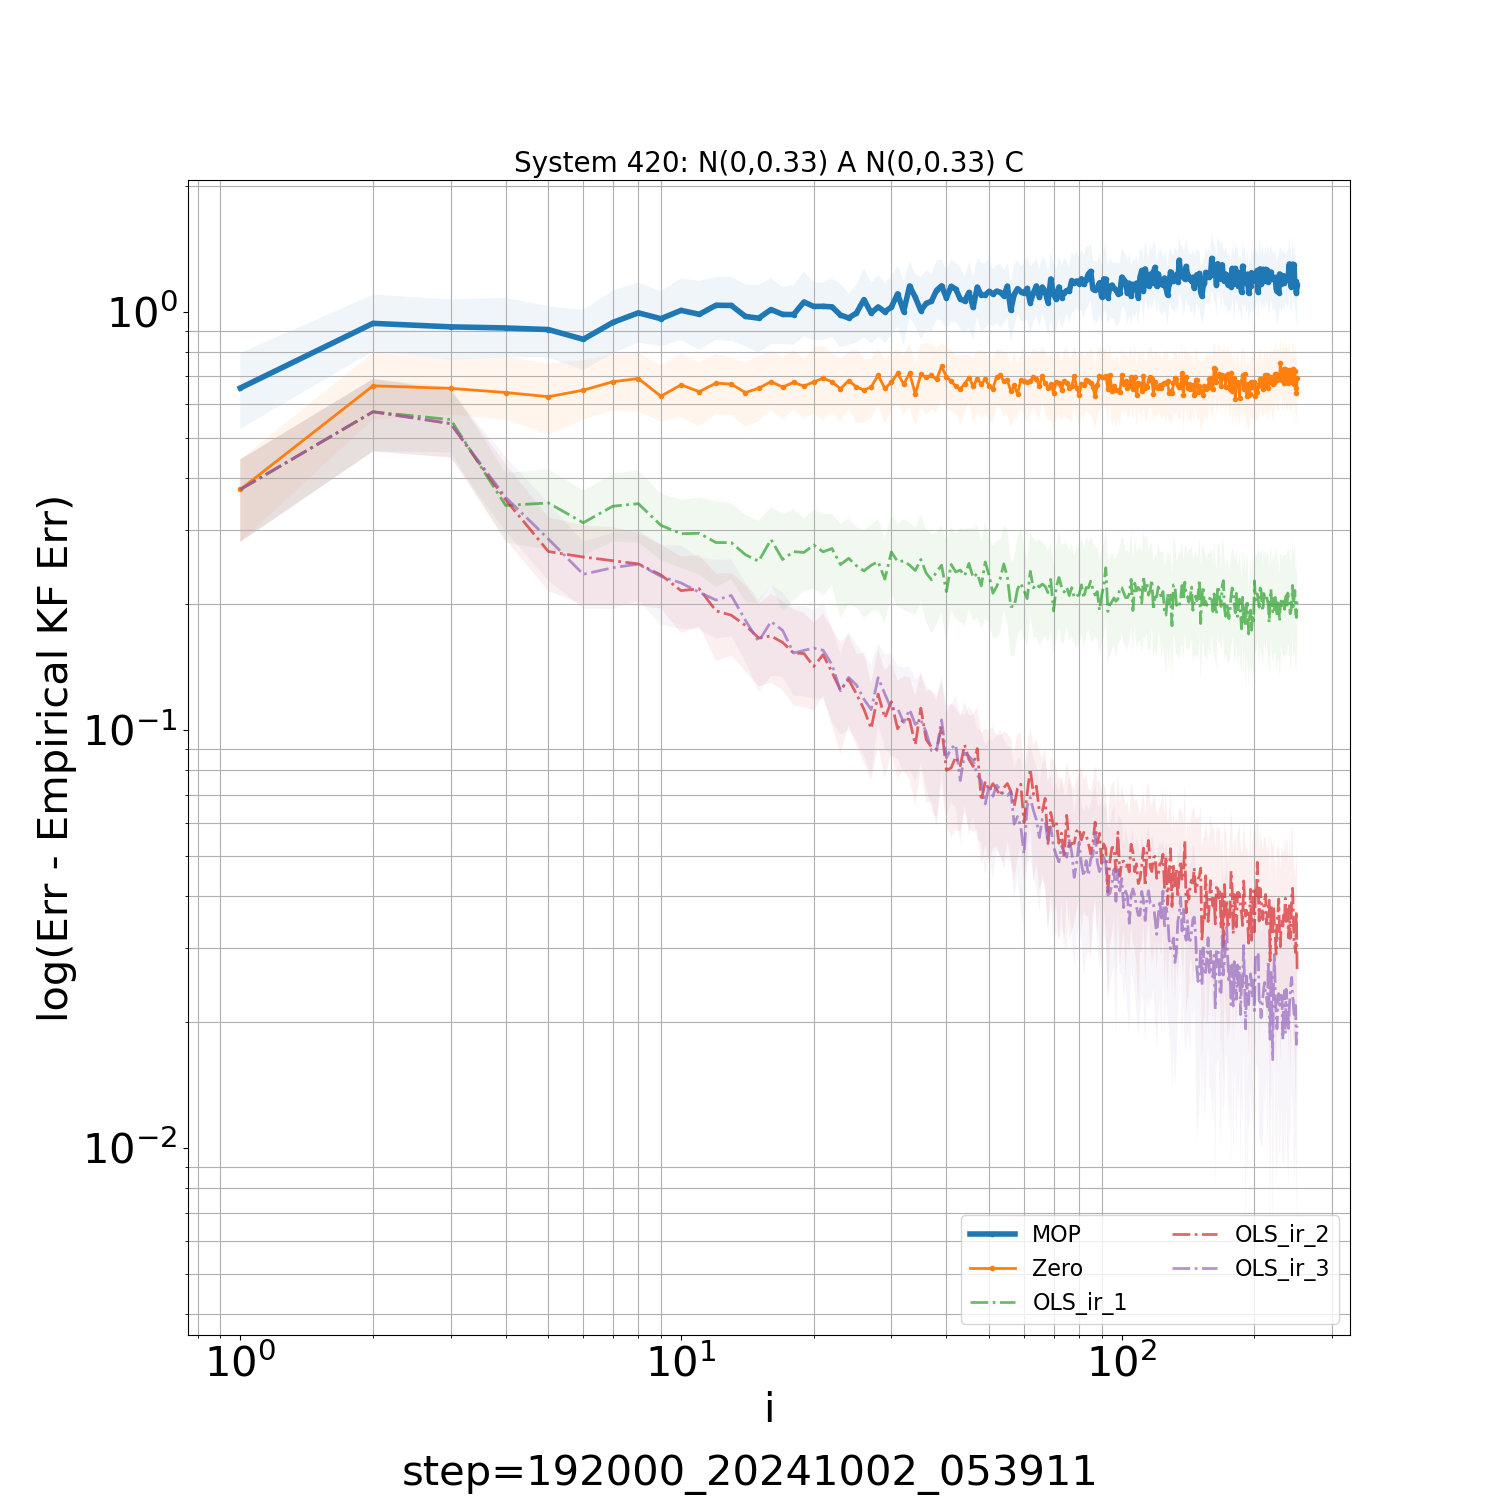 System 420: N(0,0.33) A N(0,0.33) C
log(Err - Empirical KF Err)
10⁰
10⁻¹
10⁻²
MOP
Zero
OLS_ir_1
OLS_ir_2
OLS_ir_3
10⁰ 10¹ 10²
i
step=192000_20241002_053911